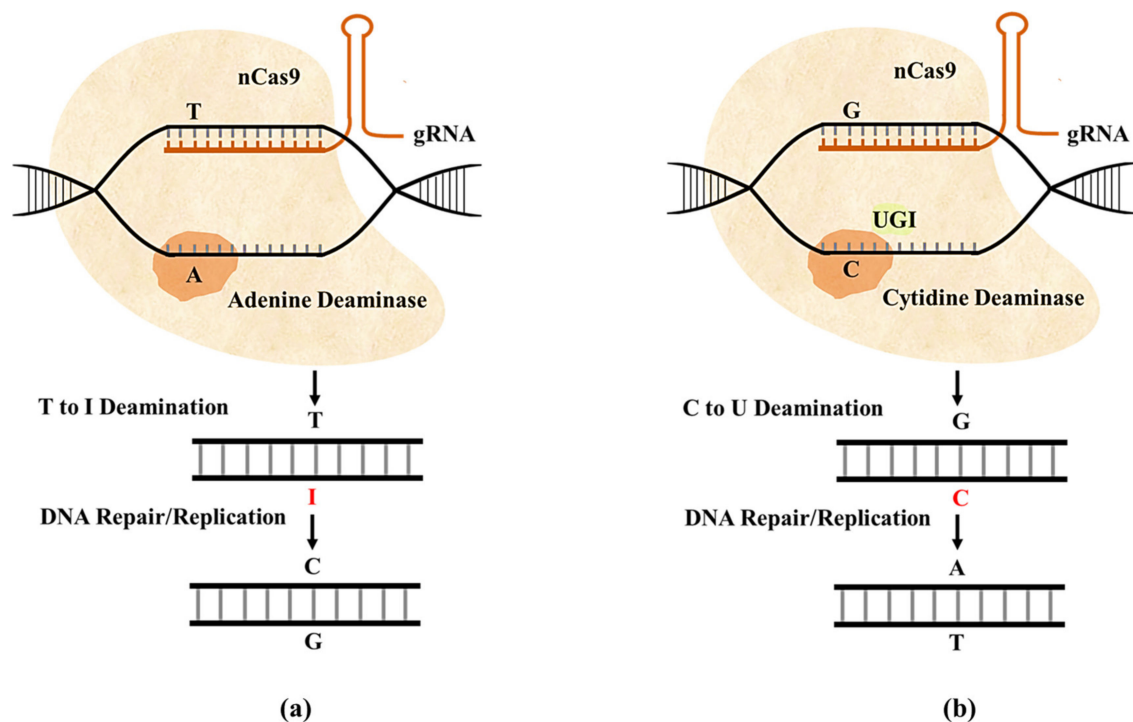 nCas9
T
gRNA
A
Adenine Deaminase
T to I Deamination
T
I
DNA Repair/Replication
C
G
(a)
nCas9
G
gRNA
UGI
C
Cytidine Deaminase
C to U Deamination
G
C
DNA Repair/Replication
A
T
(b)